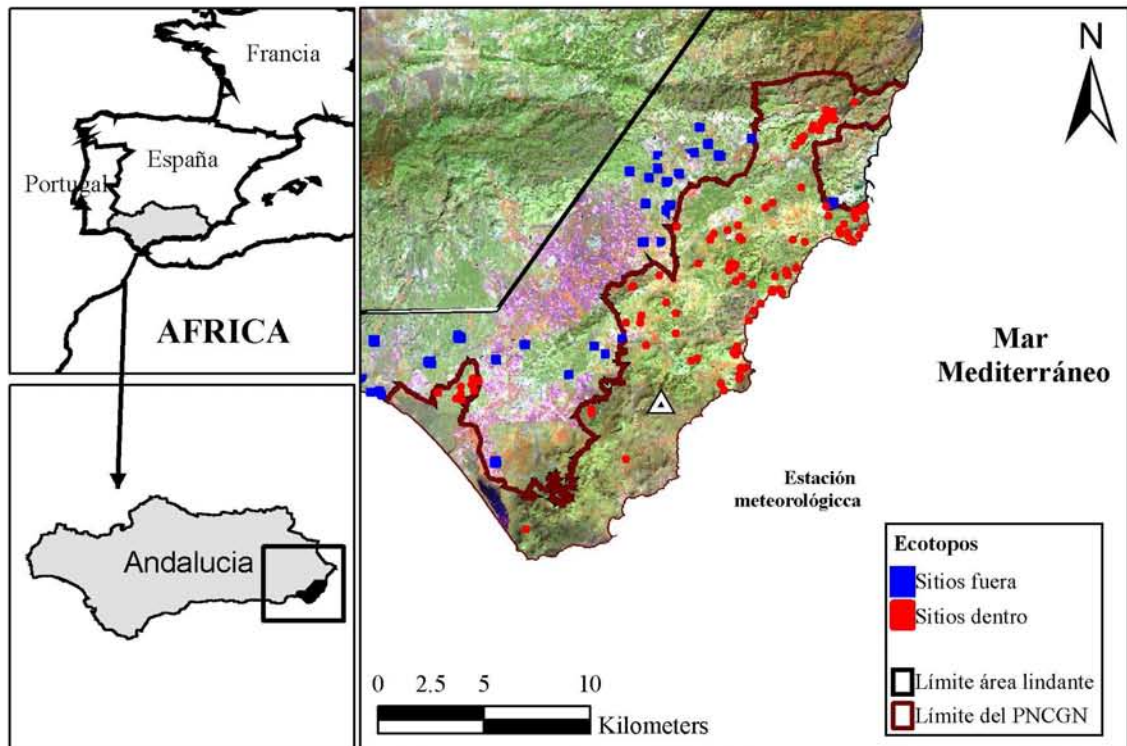 Francia
España
Portugal
AFRICA
Andalucia
N
Mar
Mediterráneo
Estación
meteorológicca
Ecotopos
Sitios fuera
Sitios dentro
Límite área lindante
Límite del PNCGN
0 2.5 5 10
Kilometers